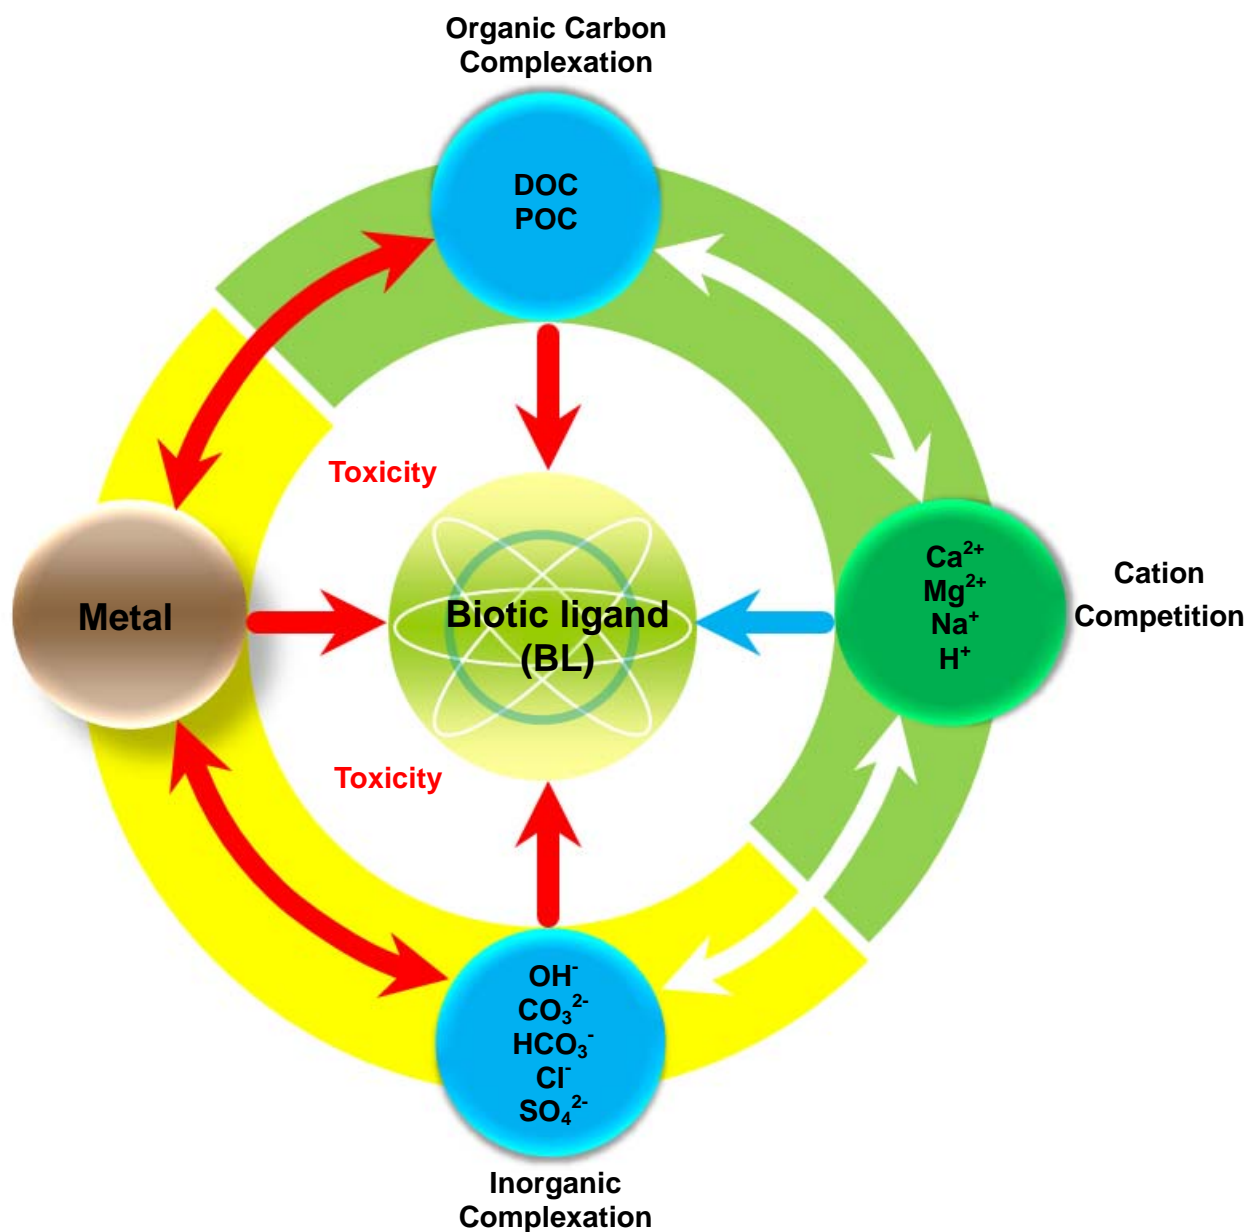 Organic Carbon
Complexation
DOC
POC
Toxicity
Metal
Biotic ligand
(BL)
Ca²⁺
Mg²⁺
Na⁺
H⁺
Cation
Competition
Toxicity
OH⁻
CO₃²⁻
HCO₃⁻
Cl⁻
SO₄²⁻
Inorganic
Complexation